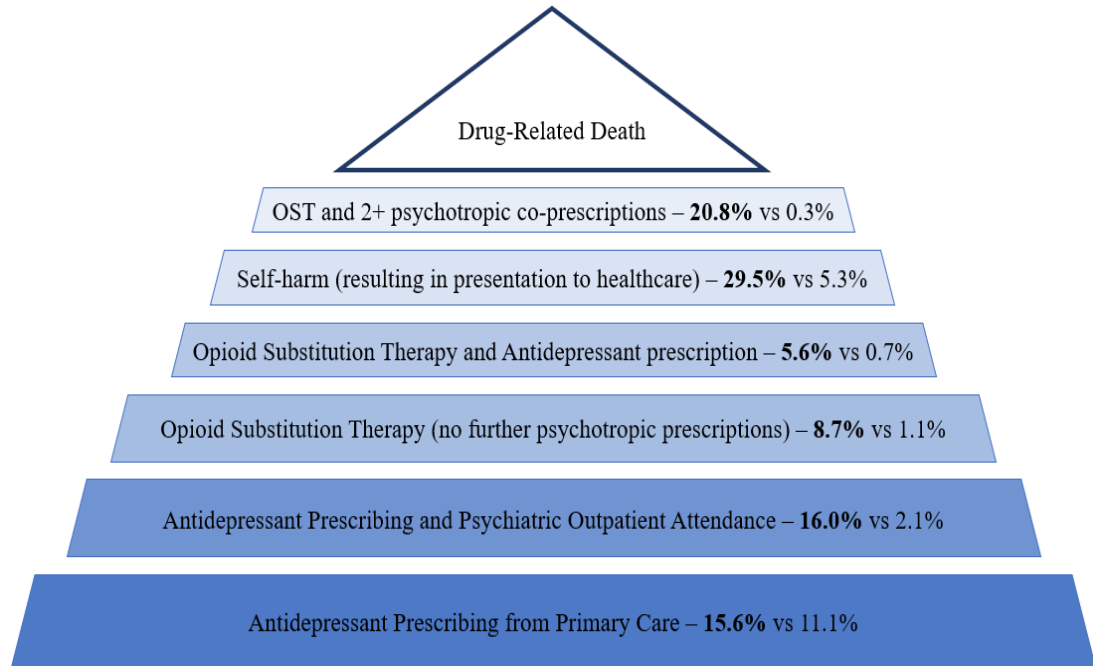 Drug-Related Death
OST and 2+ psychotropic co-prescriptions – 20.8% vs 0.3%
Self-harm (resulting in presentation to healthcare) – 29.5% vs 5.3%
Opioid Substitution Therapy and Antidepressant prescription – 5.6% vs 0.7%
Opioid Substitution Therapy (no further psychotropic prescriptions) – 8.7% vs 1.1%
Antidepressant Prescribing and Psychiatric Outpatient Attendance – 16.0% vs 2.1%
Antidepressant Prescribing from Primary Care – 15.6% vs 11.1%